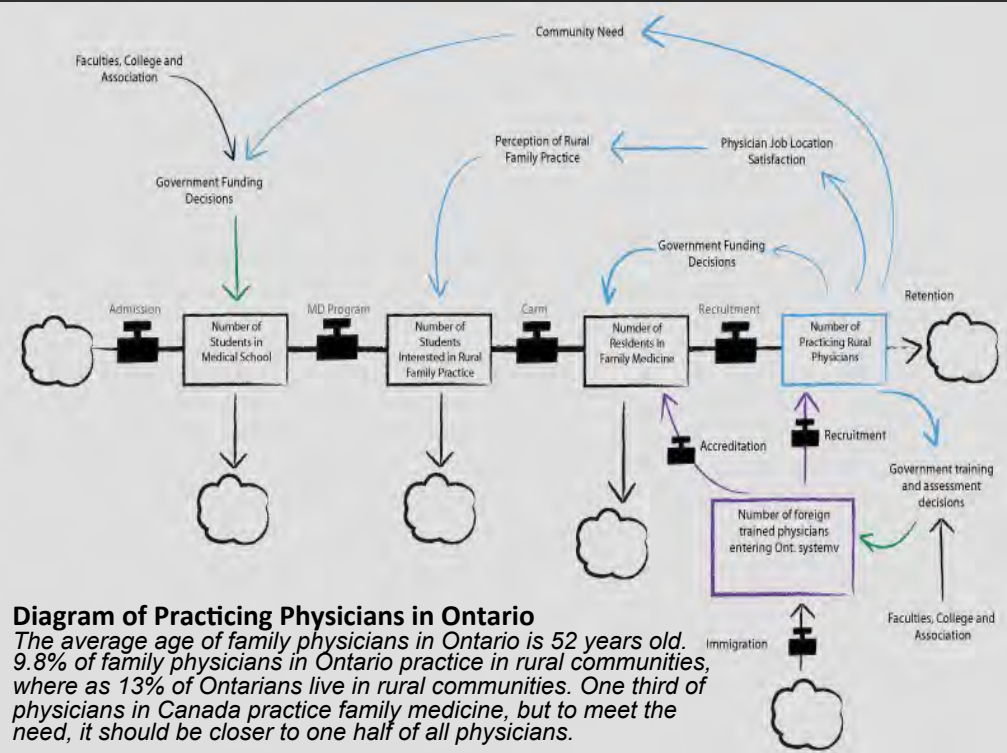 Community Need
Faculties, College and
Association
Perception of Rural
Family Practice
Physician Job Location
Satisfaction
Government Funding
Decisions
Government Funding
Decisions
Retention
Admission
MD Program
Carm
Recruitment
Number of
Students in
Medical School
Number of
Students
Interested in Rural
Family Practice
Numder of
Residents in
Family Medicine
Number of
Practicing Rural
Physicians
Accreditation
Recruitment
Government training
and assessment
decisions
Number of foreign
trained physicians
entering Ont. systemv
Faculties, College and
Association
Immigration
Diagram of Practicing Physicians in Ontario
The average age of family physicians in Ontario is 52 years old.
9.8% of family physicians in Ontario practice in rural communities,
where as 13% of Ontarians live in rural communities. One third of
physicians in Canada practice family medicine, but to meet the
need, it should be closer to one half of all physicians.